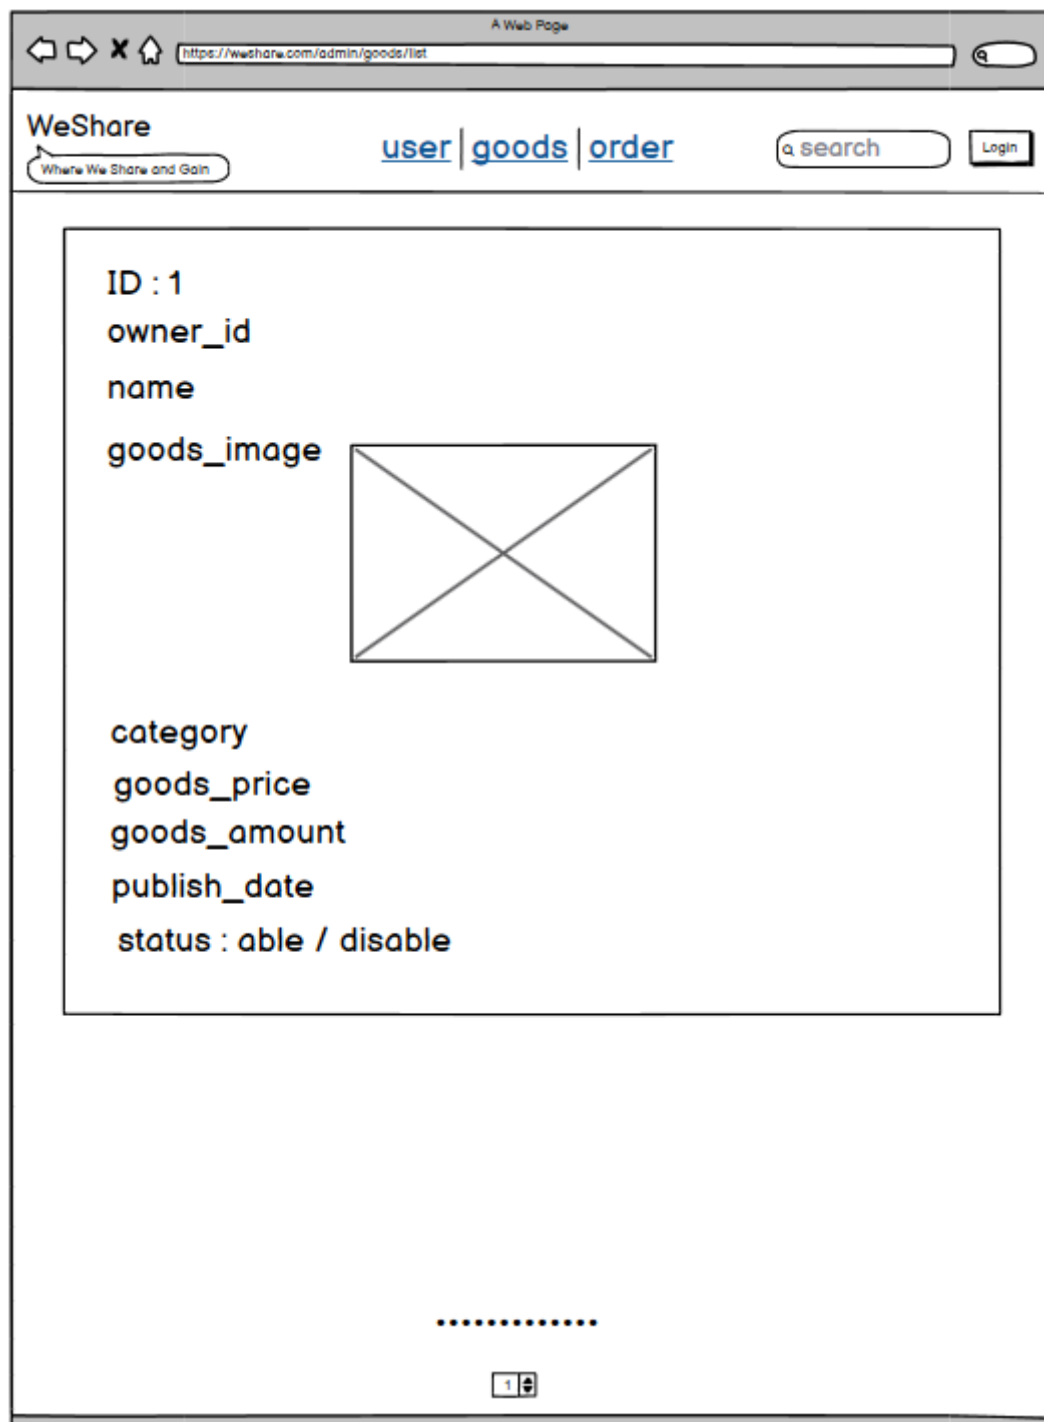 A Web Page
https://weshare.com/admin/goods/list
WeShare
Where We Share and Gain
user goods order
search
Login
ID : 1
owner_id
name
goods_image
category
goods_price
goods_amount
publish_date
status : able / disable
.............
1